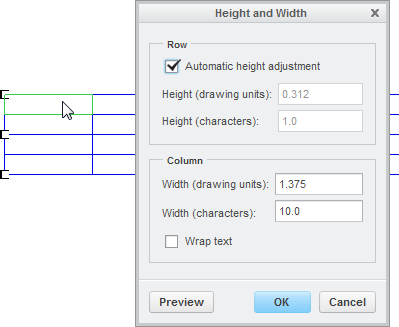 Height and Width
Row
Automatic height adjustment
Height (drawing units): 0.312
Height (characters): 1.0
Column
Width (drawing units): 1.375
Width (characters): 10.0
Wrap text
Preview OK Cancel